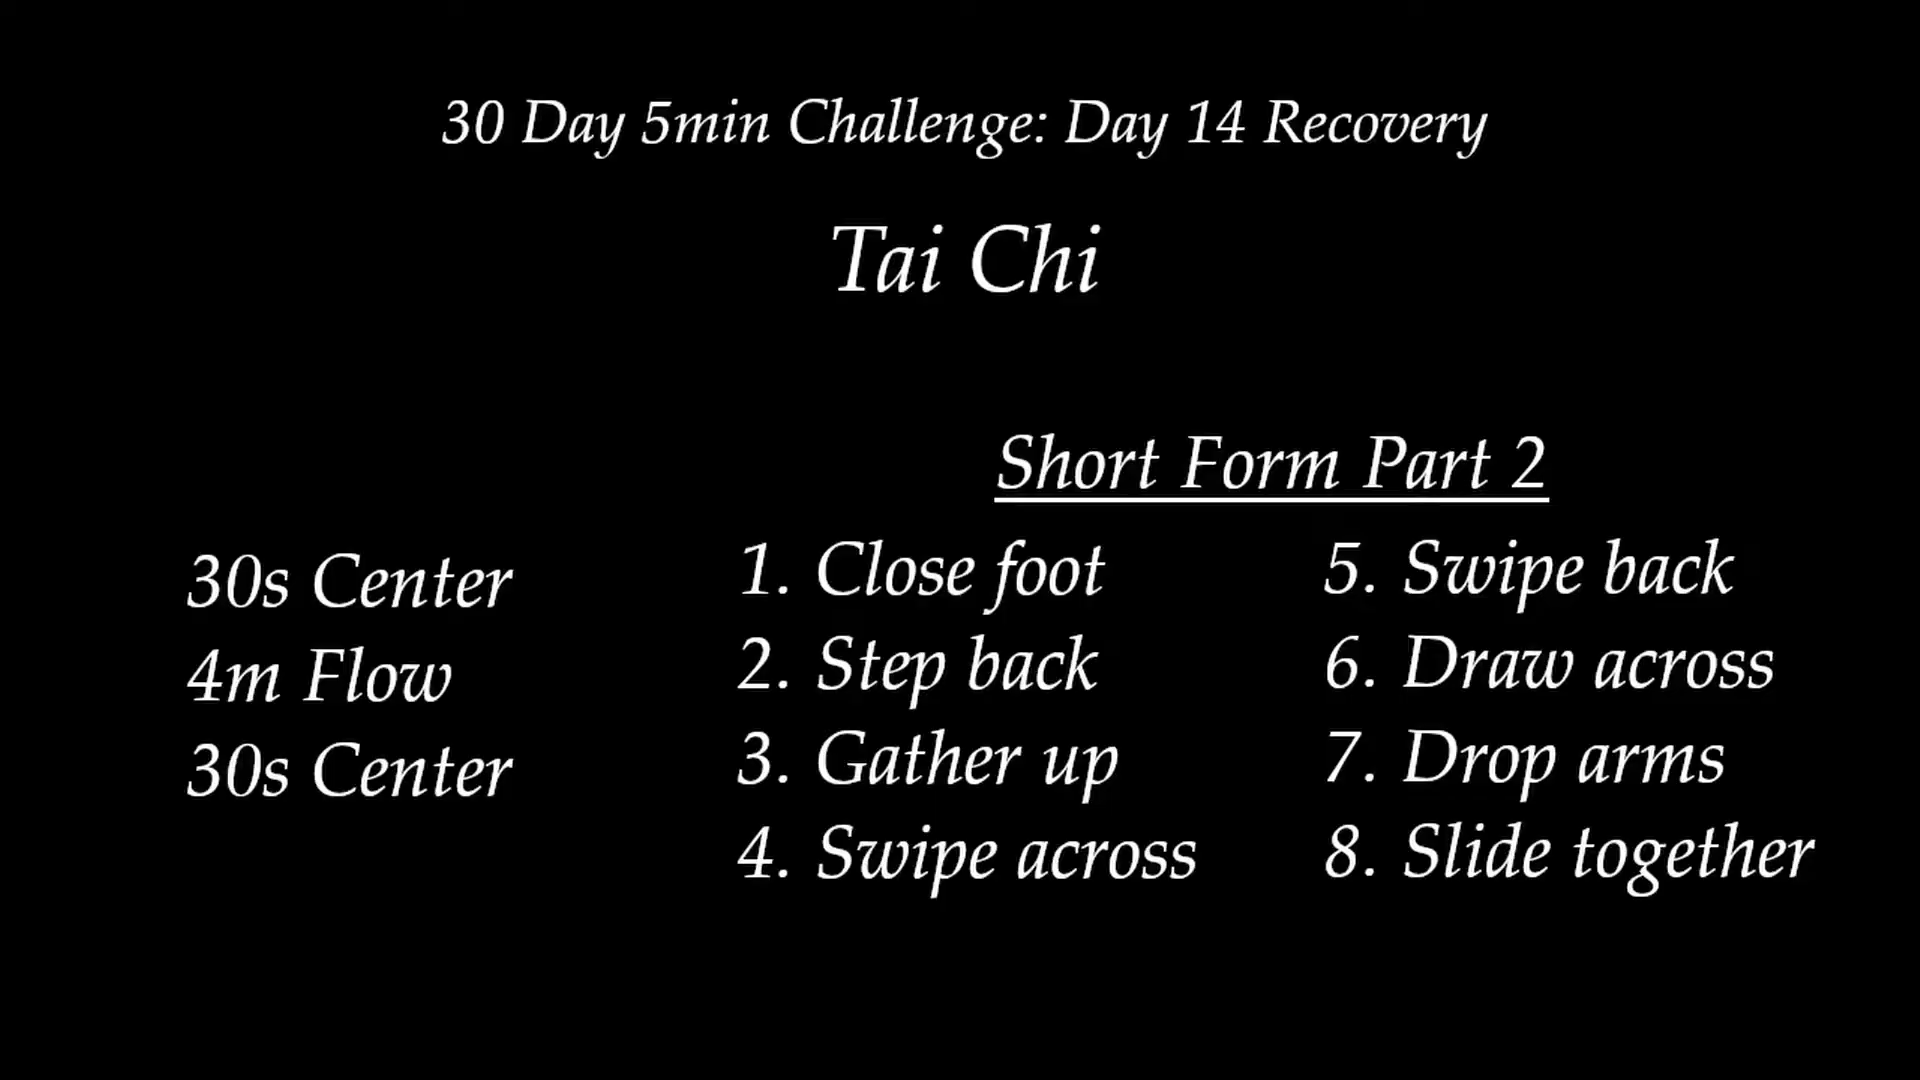 30 Day 5min Challenge: Day 14 Recovery
Tai Chi
30s Center
4m Flow
30s Center
Short Form Part 2
1. Close foot
2. Step back
3. Gather up
4. Swipe across
5. Swipe back
6. Draw across
7. Drop arms
8. Slide together